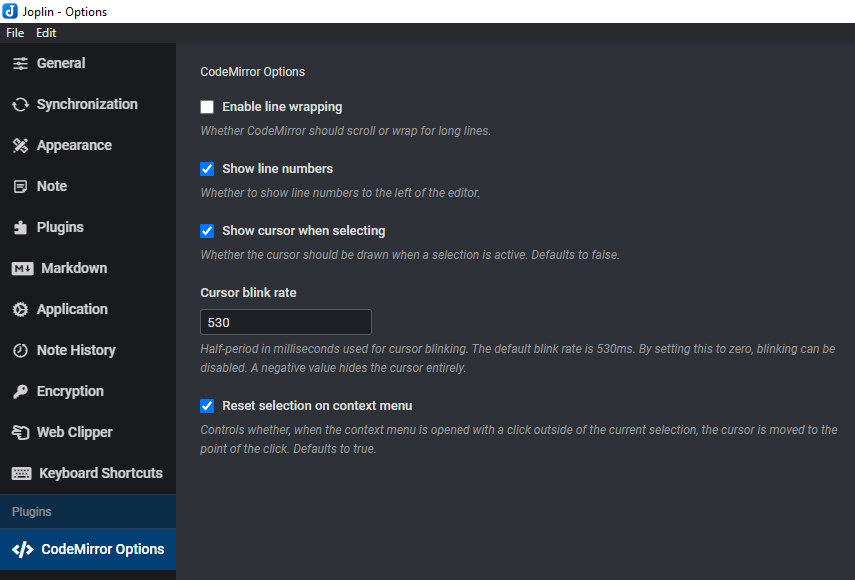 Joplin - Options
File Edit
General
Synchronization
Appearance
Note
Plugins
M↓ Markdown
Application
Note History
Encryption
Web Clipper
Keyboard Shortcuts
Plugins
</> CodeMirror Options
CodeMirror Options
Enable line wrapping
Whether CodeMirror should scroll or wrap for long lines.
Show line numbers
Whether to show line numbers to the left of the editor.
Show cursor when selecting
Whether the cursor should be drawn when a selection is active. Defaults to false.
Cursor blink rate
530
Half-period in milliseconds used for cursor blinking. The default blink rate is 530ms. By setting this to zero, blinking can be
disabled. A negative value hides the cursor entirely.
Reset selection on context menu
Controls whether, when the context menu is opened with a click outside of the current selection, the cursor is moved to the
point of the click. Defaults to true.